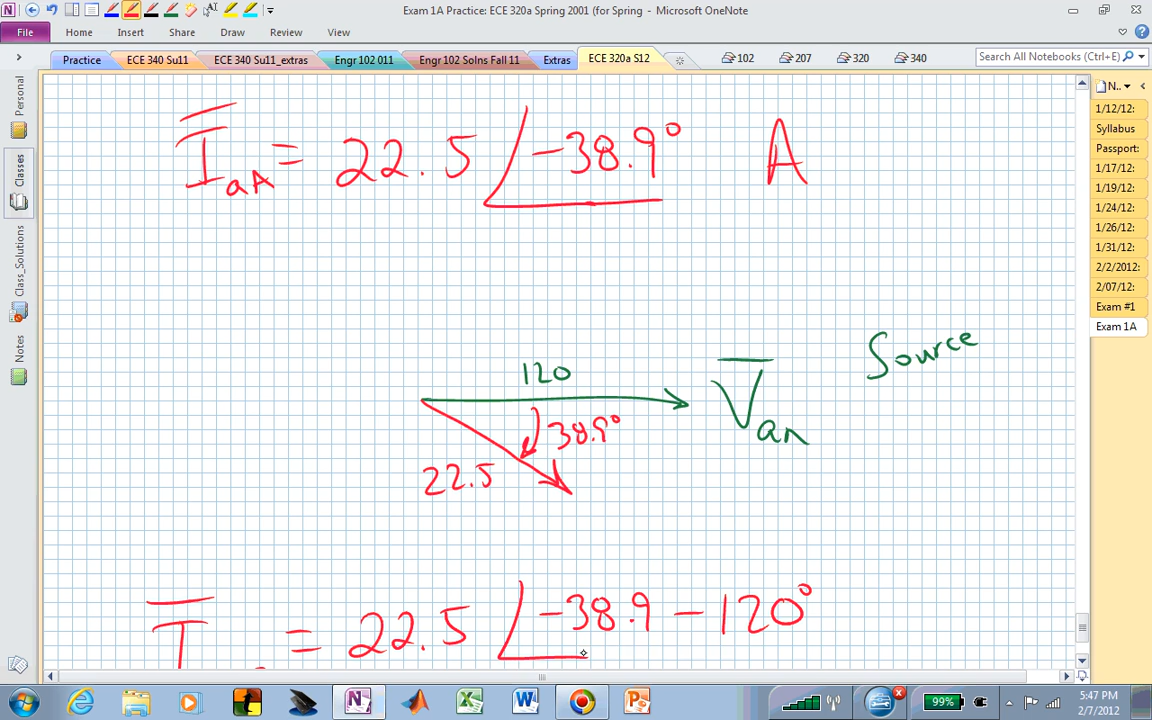 Exam 1A Practice: ECE 320a Spring 2001 (for Spring - Microsoft OneNote
File Home Insert Share Draw Review View
Practice ECE 340 Su11 ECE 340 Su11_extras Engr 102 011 Engr 102 Solns Fall 11 Extras ECE 320a S12 102 207 320 340 Search All Notebooks (Ctrl+E)
N..
Personal
Classes
Class_Solutions
Notes
1/12/12:
Syllabus
Passport:
1/17/12:
1/19/12:
1/24/12:
1/26/12:
1/31/12:
2/2/2012:
2/07/12:
Exam #1
Exam 1A
I̅aA = 22.5 ∠-38.9° A
Source
120
V̅an
38.9°
22.5
I̅ = 22.5 ∠-38.9 - 120°
99%
5:47 PM
2/7/2012